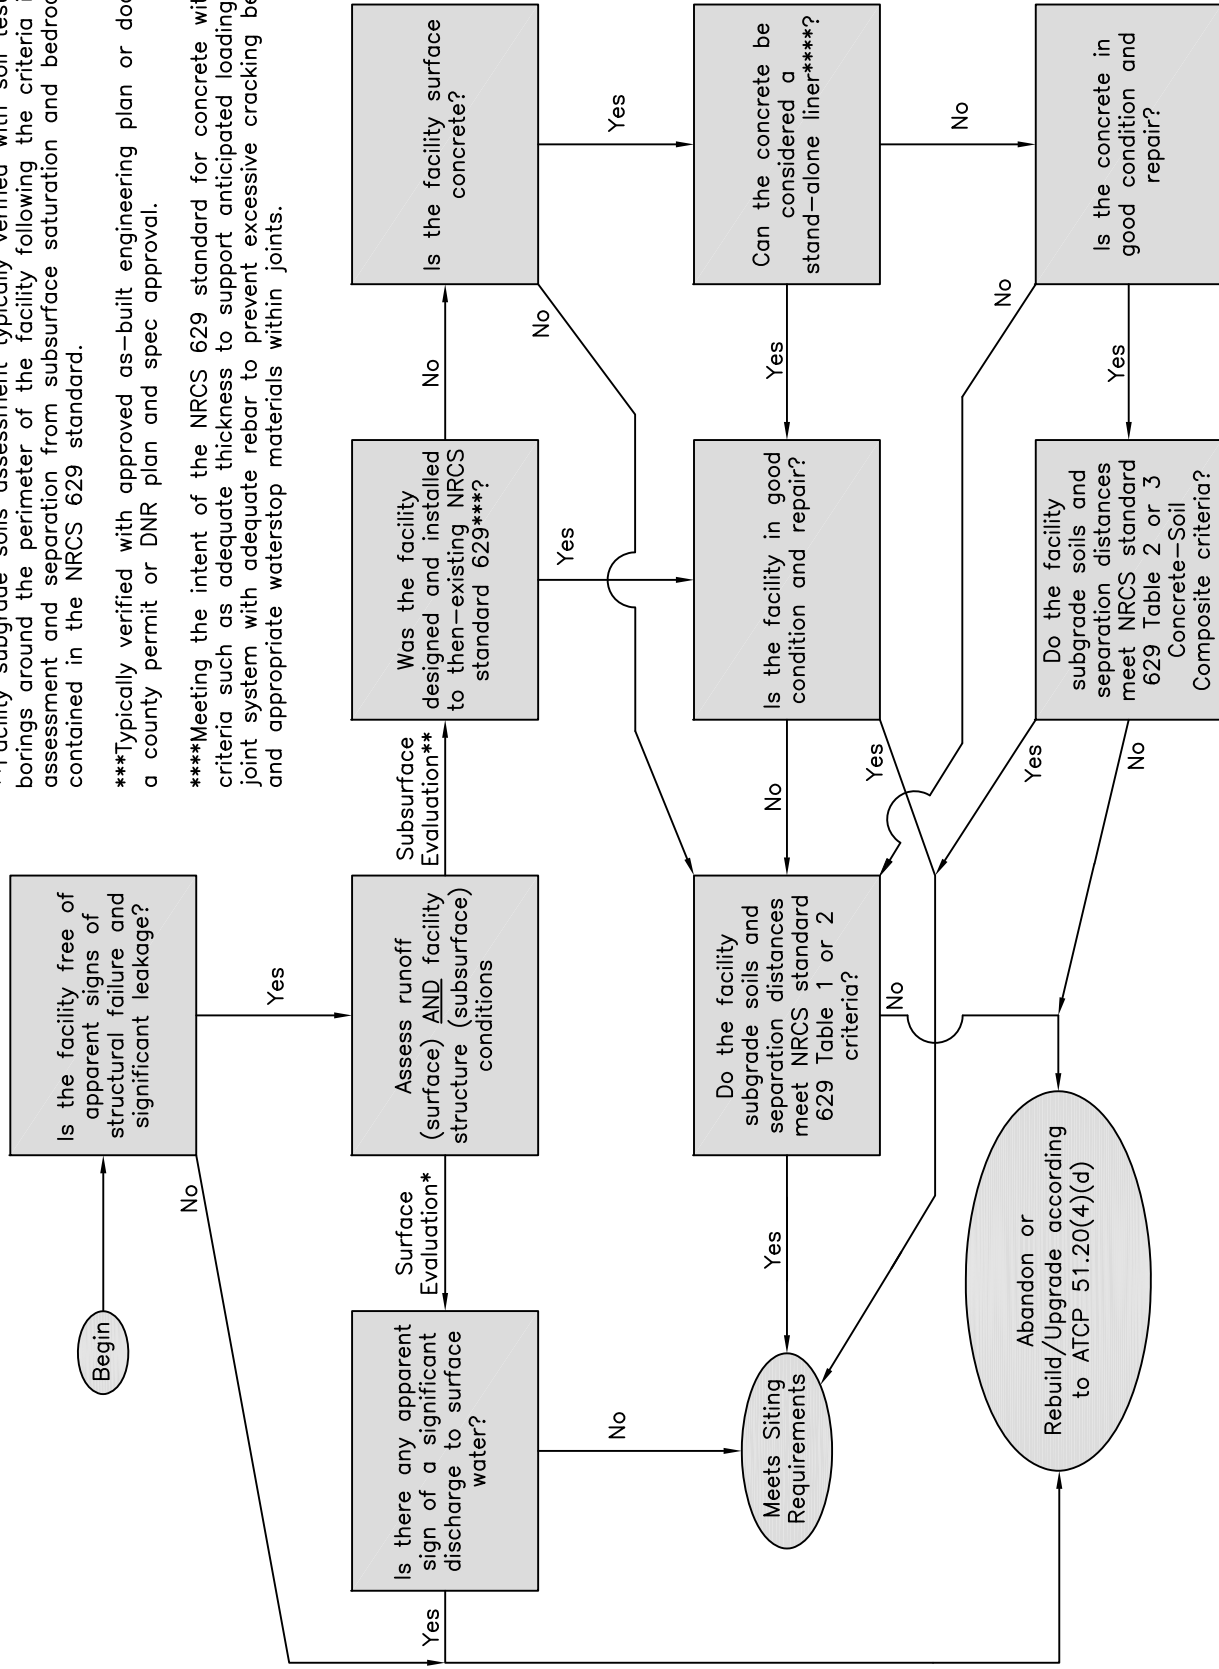 **Facility subgrade soils assessment typically verified with soil test
borings around the perimeter of the facility following the criteria
assessment and separation from subsurface saturation and
contained in the NRCS 629 standard.
***Typically verified with approved as-built engineering plan or
a county permit or DNR plan and spec approval.
****Meeting the intent of the NRCS 629 standard for concrete
criteria such as adequate thickness to support anticipated loading
joint system with adequate rebar to prevent excessive cracking
and appropriate waterstop materials within joints.
Begin
Is the facility free of
apparent signs of
structural failure and
significant leakage?
No
Yes
Is there any apparent
sign of a significant
discharge to surface
water?
Yes
No
Surface
Evaluation*
Assess runoff
(surface) AND facility
structure (subsurface)
conditions
Subsurface
Evaluation**
Was the facility
designed and installed
to then-existing NRCS
standard 629***?
No
Yes
Is the facility surface
concrete?
No
Yes
Meets Siting
Requirements
Yes
Do the facility
subgrade soils and
separation distances
meet NRCS standard
629 Table 1 or 2
criteria?
No
No
Is the facility in good
condition and repair?
Yes
Yes
Can the concrete be
considered a
stand-alone liner****?
No
Abandon or
Rebuild/Upgrade according
to ATCP 51.20(4)(d)
Yes
No
Do the facility
subgrade soils and
separation distances
meet NRCS standard
629 Table 2 or 3
Concrete-Soil
Composite criteria?
Yes
No
Is the concrete in
good condition and
repair?